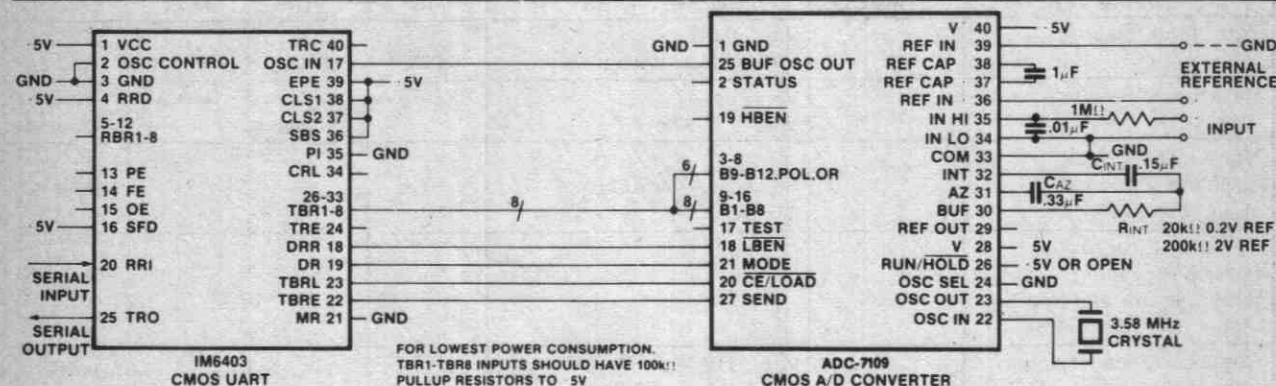 5V
1 VCC
2 OSC CONTROL
GND
3 GND
5V
4 RRD
5-12
RBR1-8
13 PE
14 FE
15 OE
5V
16 SFD
20 RRI
SERIAL
INPUT
25 TRO
SERIAL
OUTPUT
TRC 40
OSC IN 17
EPE 39
5V
CLS1 38
CLS2 37
SBS 36
PI 35
GND
CRL 34
26-33
TBR1-8
8
TRE 24
DRR 18
DR 19
TBRL 23
TBRE 22
MR 21
GND
IM6403
CMOS UART
FOR LOWEST POWER CONSUMPTION.
TBR1-TBR8 INPUTS SHOULD HAVE 100k
PULLUP RESISTORS TO 5V
GND
1 GND
25 BUF OSC OUT
2 STATUS
19 HBEN
3-8
6
B9-B12.POL.OR
9-16
8
B1-B8
17 TEST
18 LBEN
21 MODE
20 CE/LOAD
27 SEND
V 40
5V
REF IN 39
GND
REF CAP 38
REF CAP 37
1µF
EXTERNAL
REFERENCE
REF IN 36
IN HI 35
1MΩ
.01µF
IN LO 34
INPUT
COM 33
GND
INT 32
CINT
.15µF
AZ 31
CAZ
.33µF
BUF 30
REF OUT 29
RINT
20k 0.2V REF
200k 2V REF
V 28
5V
RUN/HOLD 26
5V OR OPEN
OSC SEL 24
GND
OSC OUT 23
OSC IN 22
3.58 MHz
CRYSTAL
ADC-7109
CMOS A/D CONVERTER